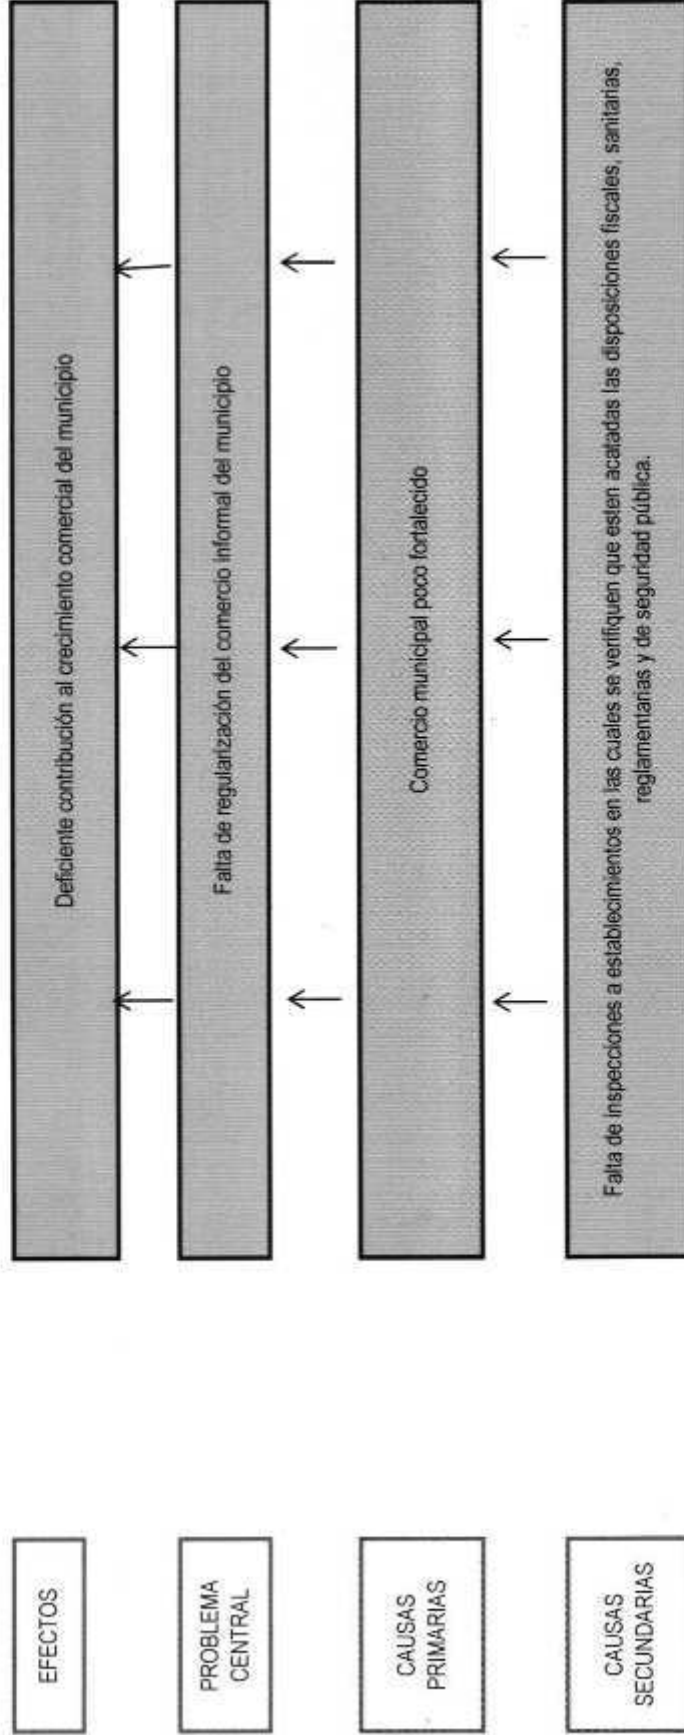 EFECTOS
Deficiente contribución al crecimiento comercial del municipio
PROBLEMA
CENTRAL
Falta de regularización del comercio informal del municipio
CAUSAS
PRIMARIAS
Comercio municipal poco fortalecido
CAUSAS
SECUNDARIAS
Falta de inspecciones a establecimientos en las cuales se verifiquen que esten acatadas las disposiciones fiscales, sanitarias,
reglamentarias y de seguridad pública.